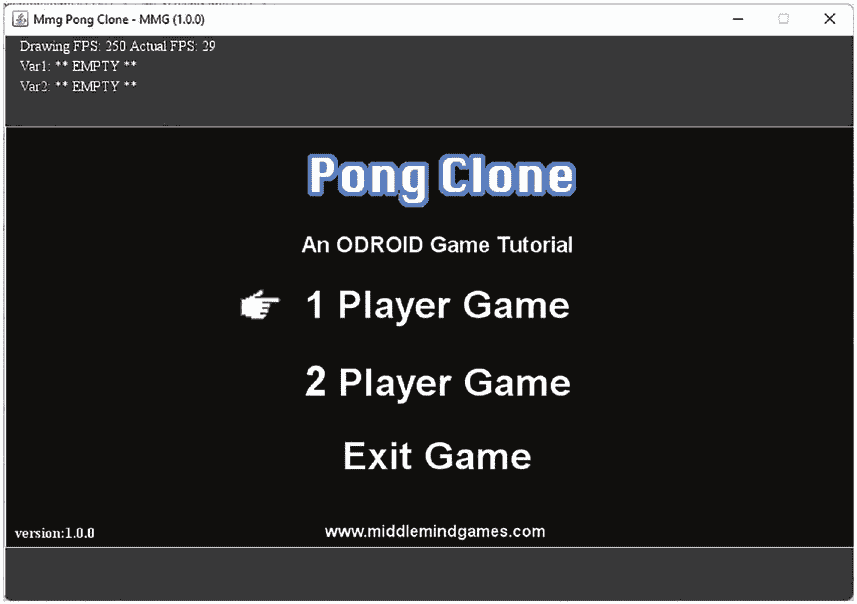 Mmg Pong Clone - MMG (1.0.0)
Drawing FPS: 250 Actual FPS: 29
Var1: ** EMPTY **
Var2: ** EMPTY **
Pong Clone
An ODROID Game Tutorial
1 Player Game
2 Player Game
Exit Game
version:1.0.0
www.middlemindgames.com